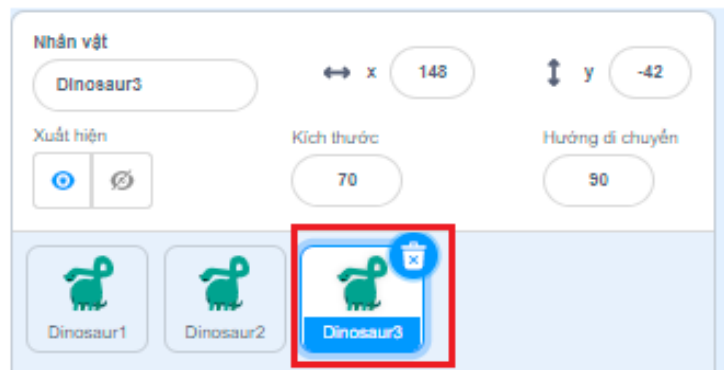 Nhân vật
Dinosaur3
x 148
y -42
Xuất hiện
Kích thước
Hướng di chuyển
70
90
Dinosaur1
Dinosaur2
Dinosaur3